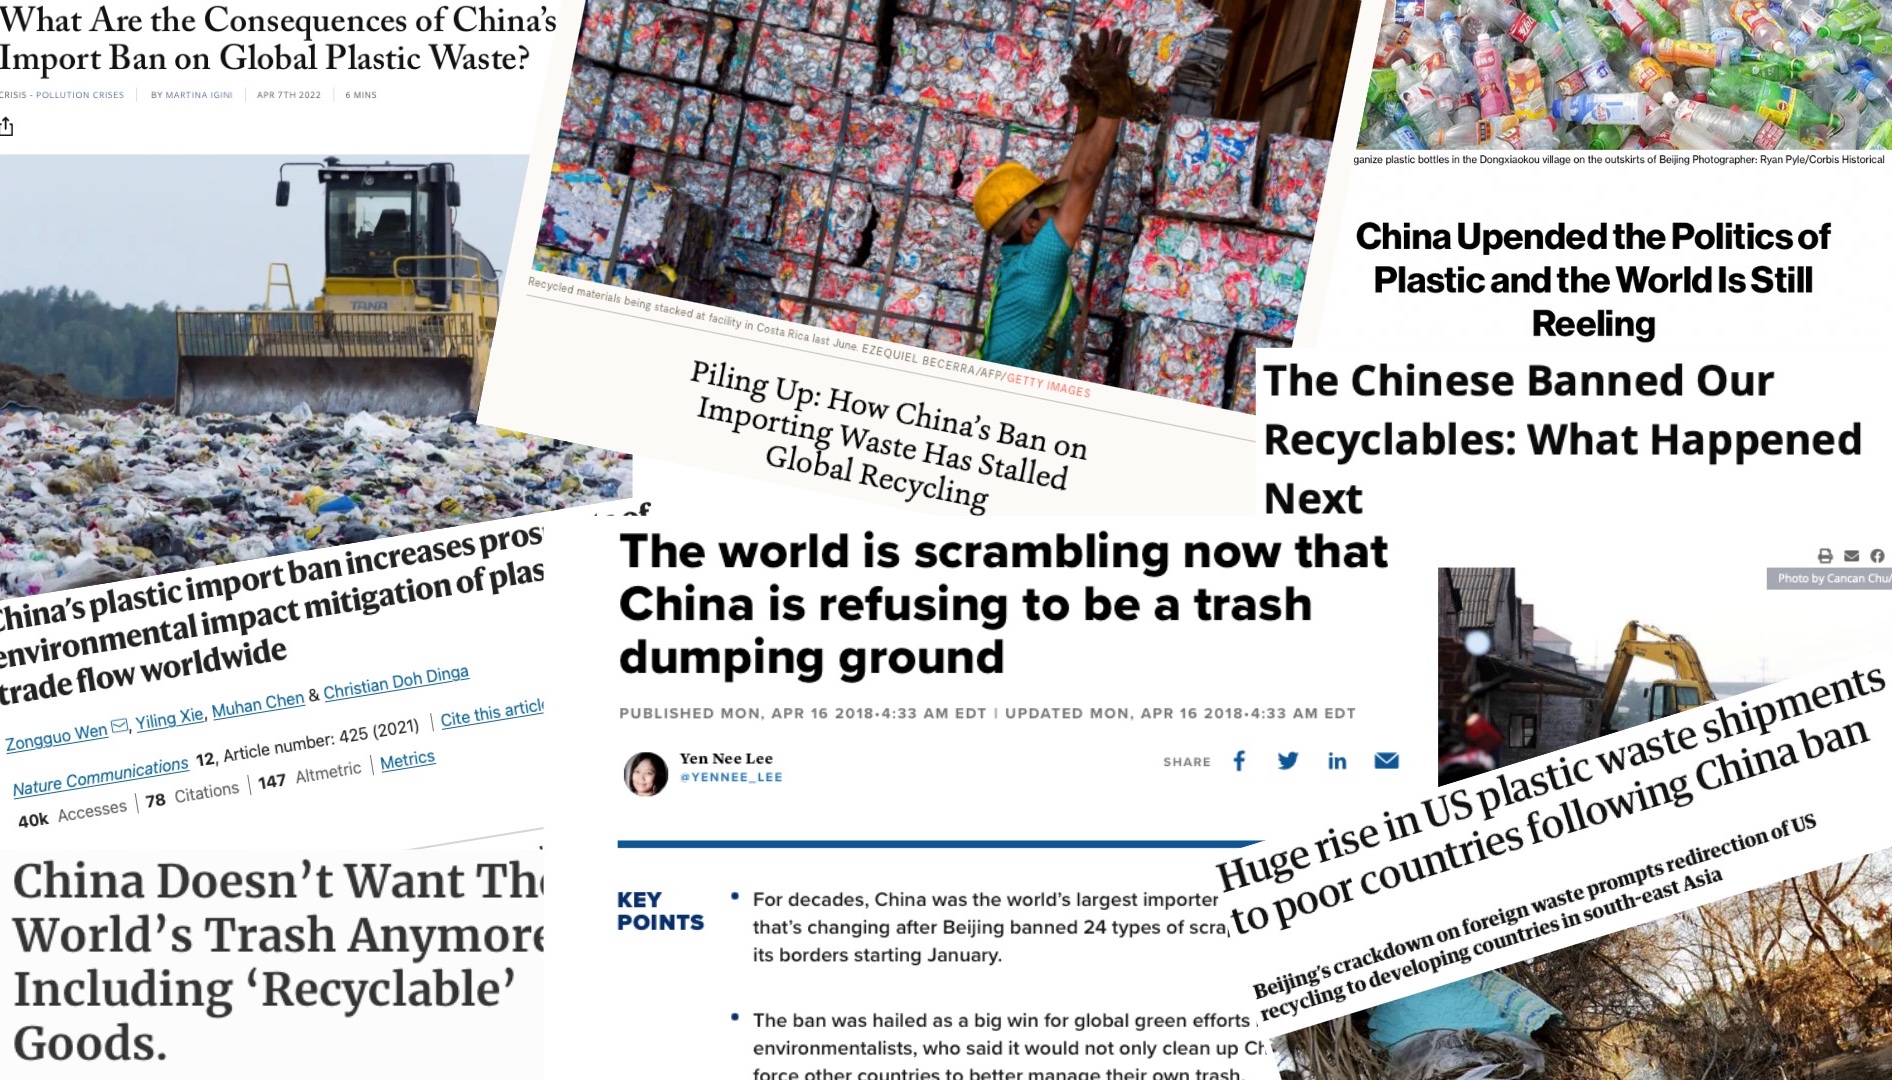 What Are the Consequences of China's
Import Ban on Global Plastic Waste?
CRISIS - POLLUTION CRISES
BY MARTINA IGINI
APR 7TH 2022
6 MINS
TANA
Recycled materials being stacked at facility in Costa Rica last June. EZEQUIEL BECERRA/AFP/GETTY IMAGES
Piling Up: How China's Ban on
Importing Waste Has Stalled
Global Recycling
ganize plastic bottles in the Dongxiaokou village on the outskirts of Beijing Photographer: Ryan Pyle/Corbis Historical
China Upended the Politics of
Plastic and the World Is Still
Reeling
The Chinese Banned Our
Recyclables: What Happened
Next
Photo by Cancan Chu/
of
China's plastic import ban increases pros
environmental impact mitigation of plas
trade flow worldwide
Zongguo Wen, Yiling Xie, Muhan Chen & Christian Doh Dinga
Nature Communications 12, Article number: 425 (2021) | Cite this article
40k Accesses | 78 Citations | 147 Altmetric | Metrics
China Doesn't Want The
World's Trash Anymore
Including 'Recyclable'
Goods.
The world is scrambling now that
China is refusing to be a trash
dumping ground
PUBLISHED MON, APR 16 2018•4:33 AM EDT | UPDATED MON, APR 16 2018•4:33 AM EDT
Yen Nee Lee
@YENNEE_LEE
SHARE
KEY
POINTS
• For decades, China was the world's largest importer
that's changing after Beijing banned 24 types of scra
its borders starting January.
• The ban was hailed as a big win for global green efforts
environmentalists, who said it would not only clean up Ch
force other countries to better manage their own trash.
Huge rise in US plastic waste shipments
to poor countries following China ban
Beijing's crackdown on foreign waste prompts redirection of US
recycling to developing countries in south-east Asia